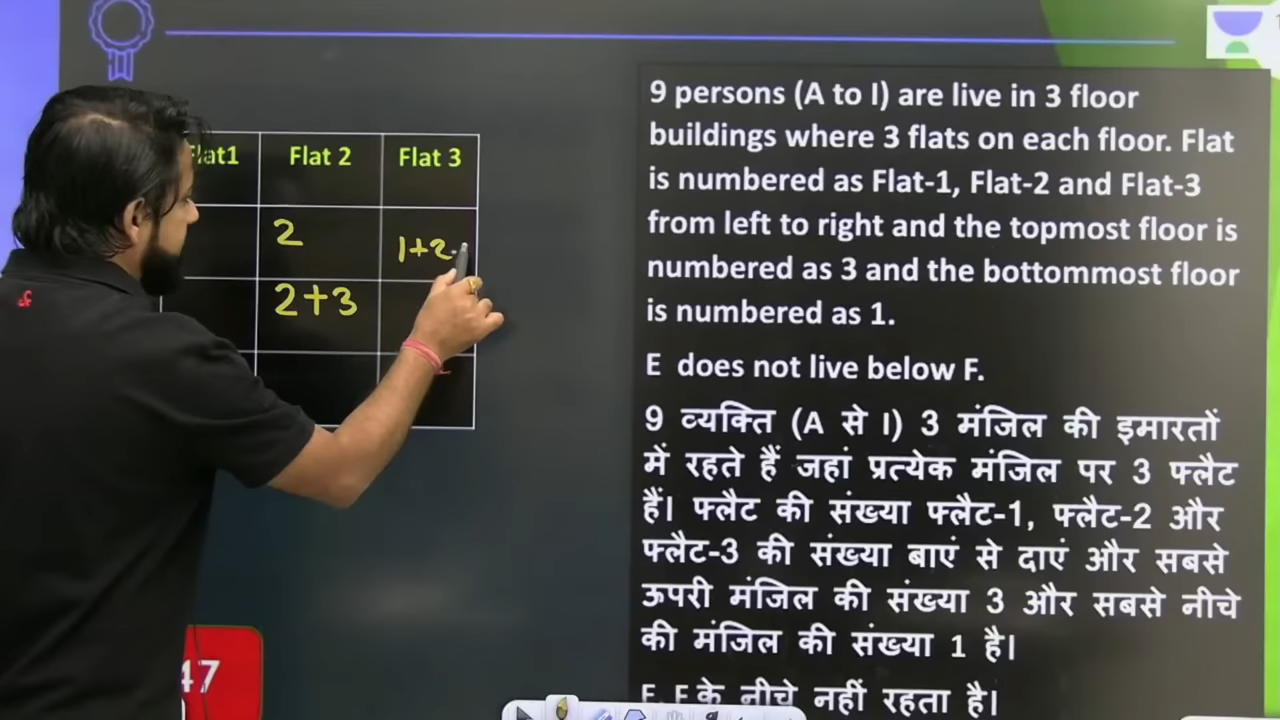 Flat 2 Flat 3
2 1+2
2+3
9 persons (A to I) are live in 3 floor
buildings where 3 flats on each floor. Flat
is numbered as Flat-1, Flat-2 and Flat-3
from left to right and the topmost floor is
numbered as 3 and the bottommost floor
is numbered as 1.
E does not live below F.
9 व्यक्ति (A से I) 3 मंजिल की इमारतों
में रहते हैं जहां प्रत्येक मंजिल पर 3 फ्लैट
हैं। फ्लैट की संख्या फ्लैट-1, फ्लैट-2 और
फ्लैट-3 की संख्या बाएं से दाएं और सबसे
ऊपरी मंजिल की संख्या 3 और सबसे नीचे
की मंजिल की संख्या 1 है।
E, F के नीचे नहीं रहता है।
47